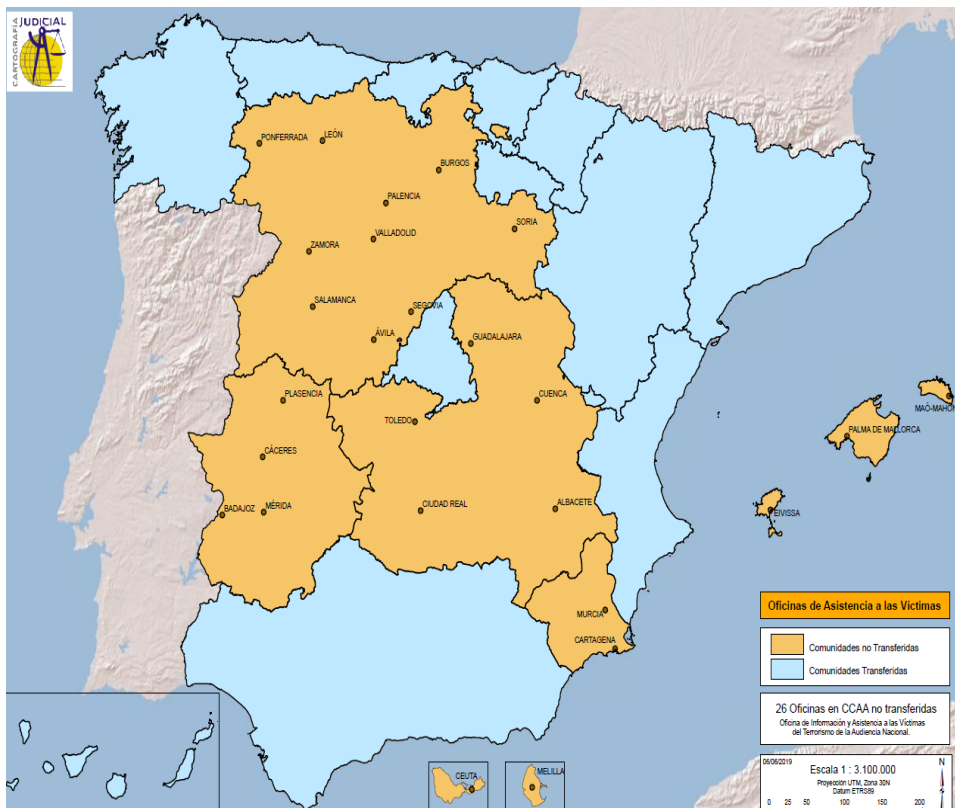 CARTOGRAFÍA
JUDICIAL
PONFERRADA
LEÓN
BURGOS
PALENCIA
SORIA
VALLADOLID
ZAMORA
SALAMANCA
SEGOVIA
ÁVILA
GUADALAJARA
PLASENCIA
CUENCA
MAÓ-MAHÓN
TOLEDO
PALMA DE MALLORCA
CÁCERES
BADAJOZ
MÉRIDA
CIUDAD REAL
ALBACETE
EIVISSA
MURCIA
CARTAGENA
CEUTA
MELILLA
Oficinas de Asistencia a las Víctimas
Comunidades no Transferidas
Comunidades Transferidas
26 Oficinas en CCAA no transferidas
Oficina de Información y Asistencia a las Víctimas
del Terrorismo de la Audiencia Nacional.
06/06/2019
Escala 1 : 3.100.000
N
Proyección UTM, Zona 30N
Datum ETRS89
0 25 50 100 150 200